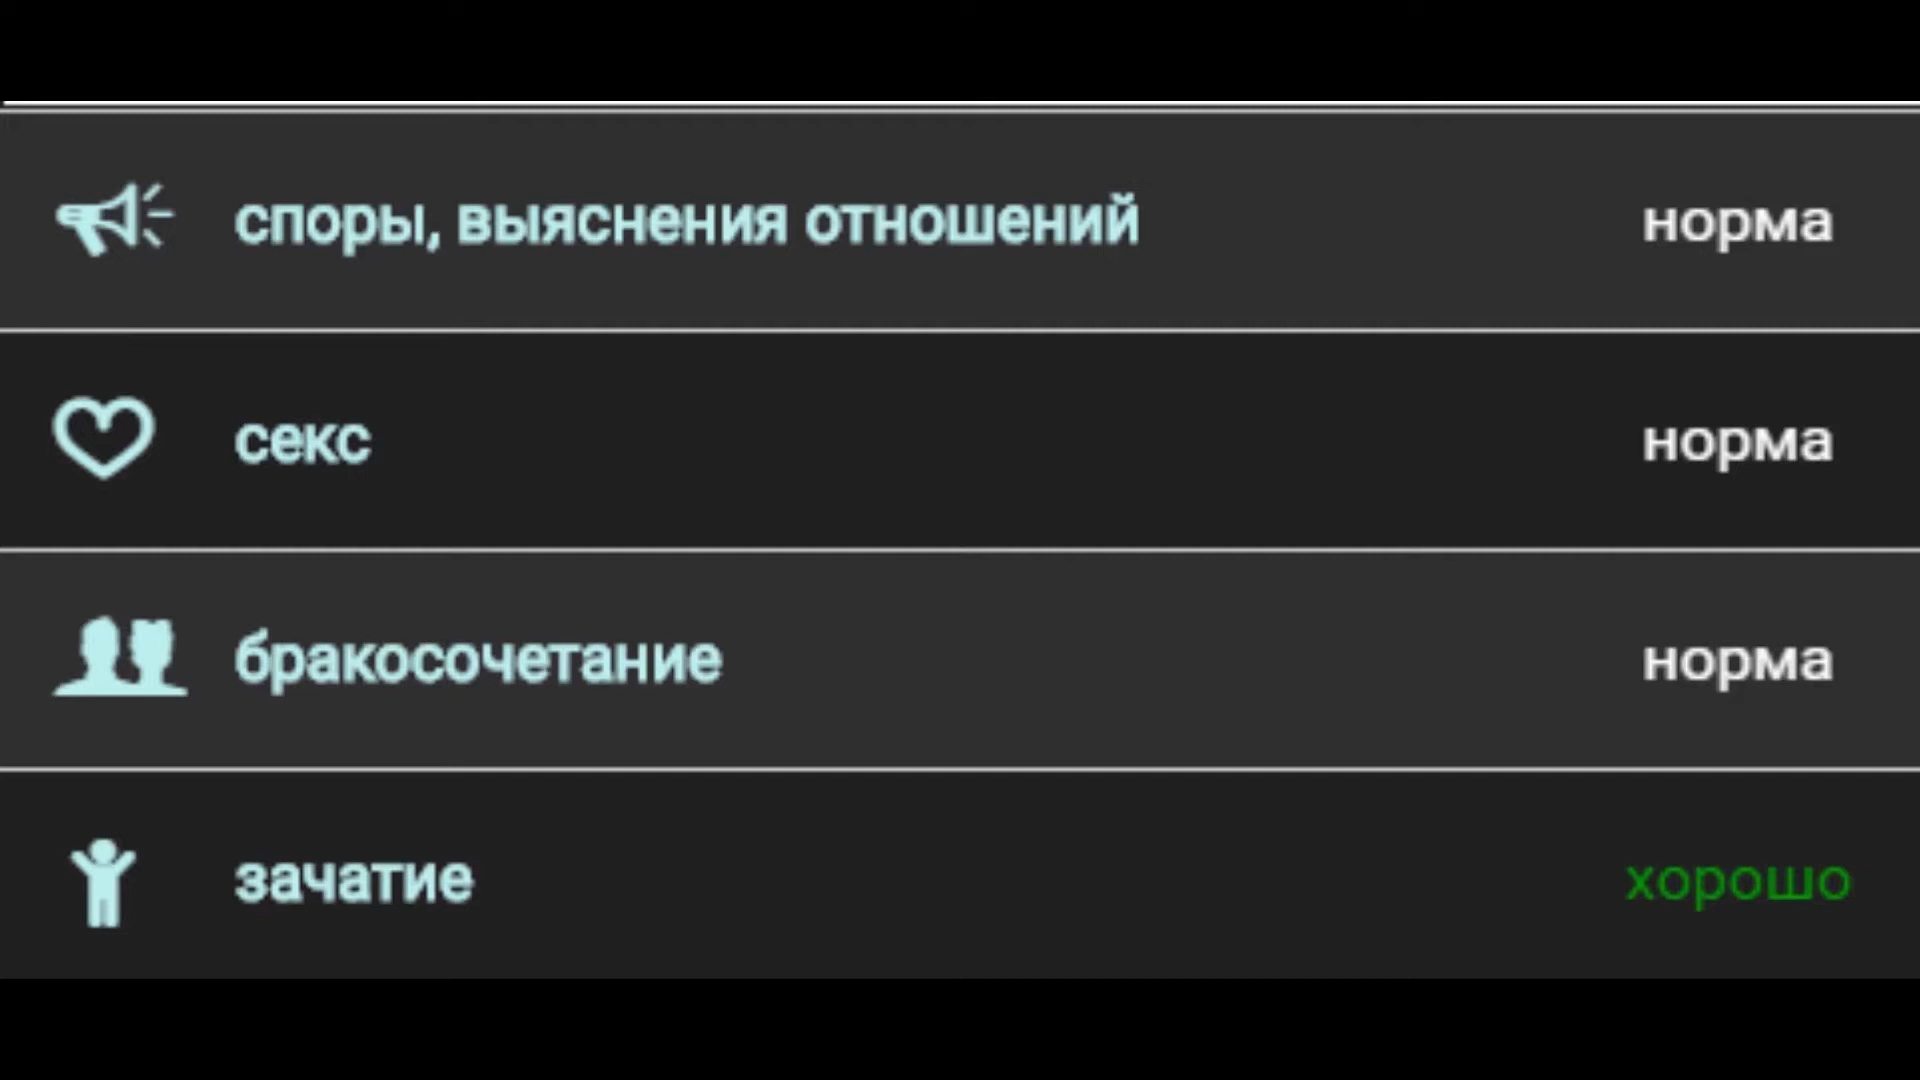 споры, выяснения отношений норма
секс норма
бракосочетание норма
зачатие хорошо